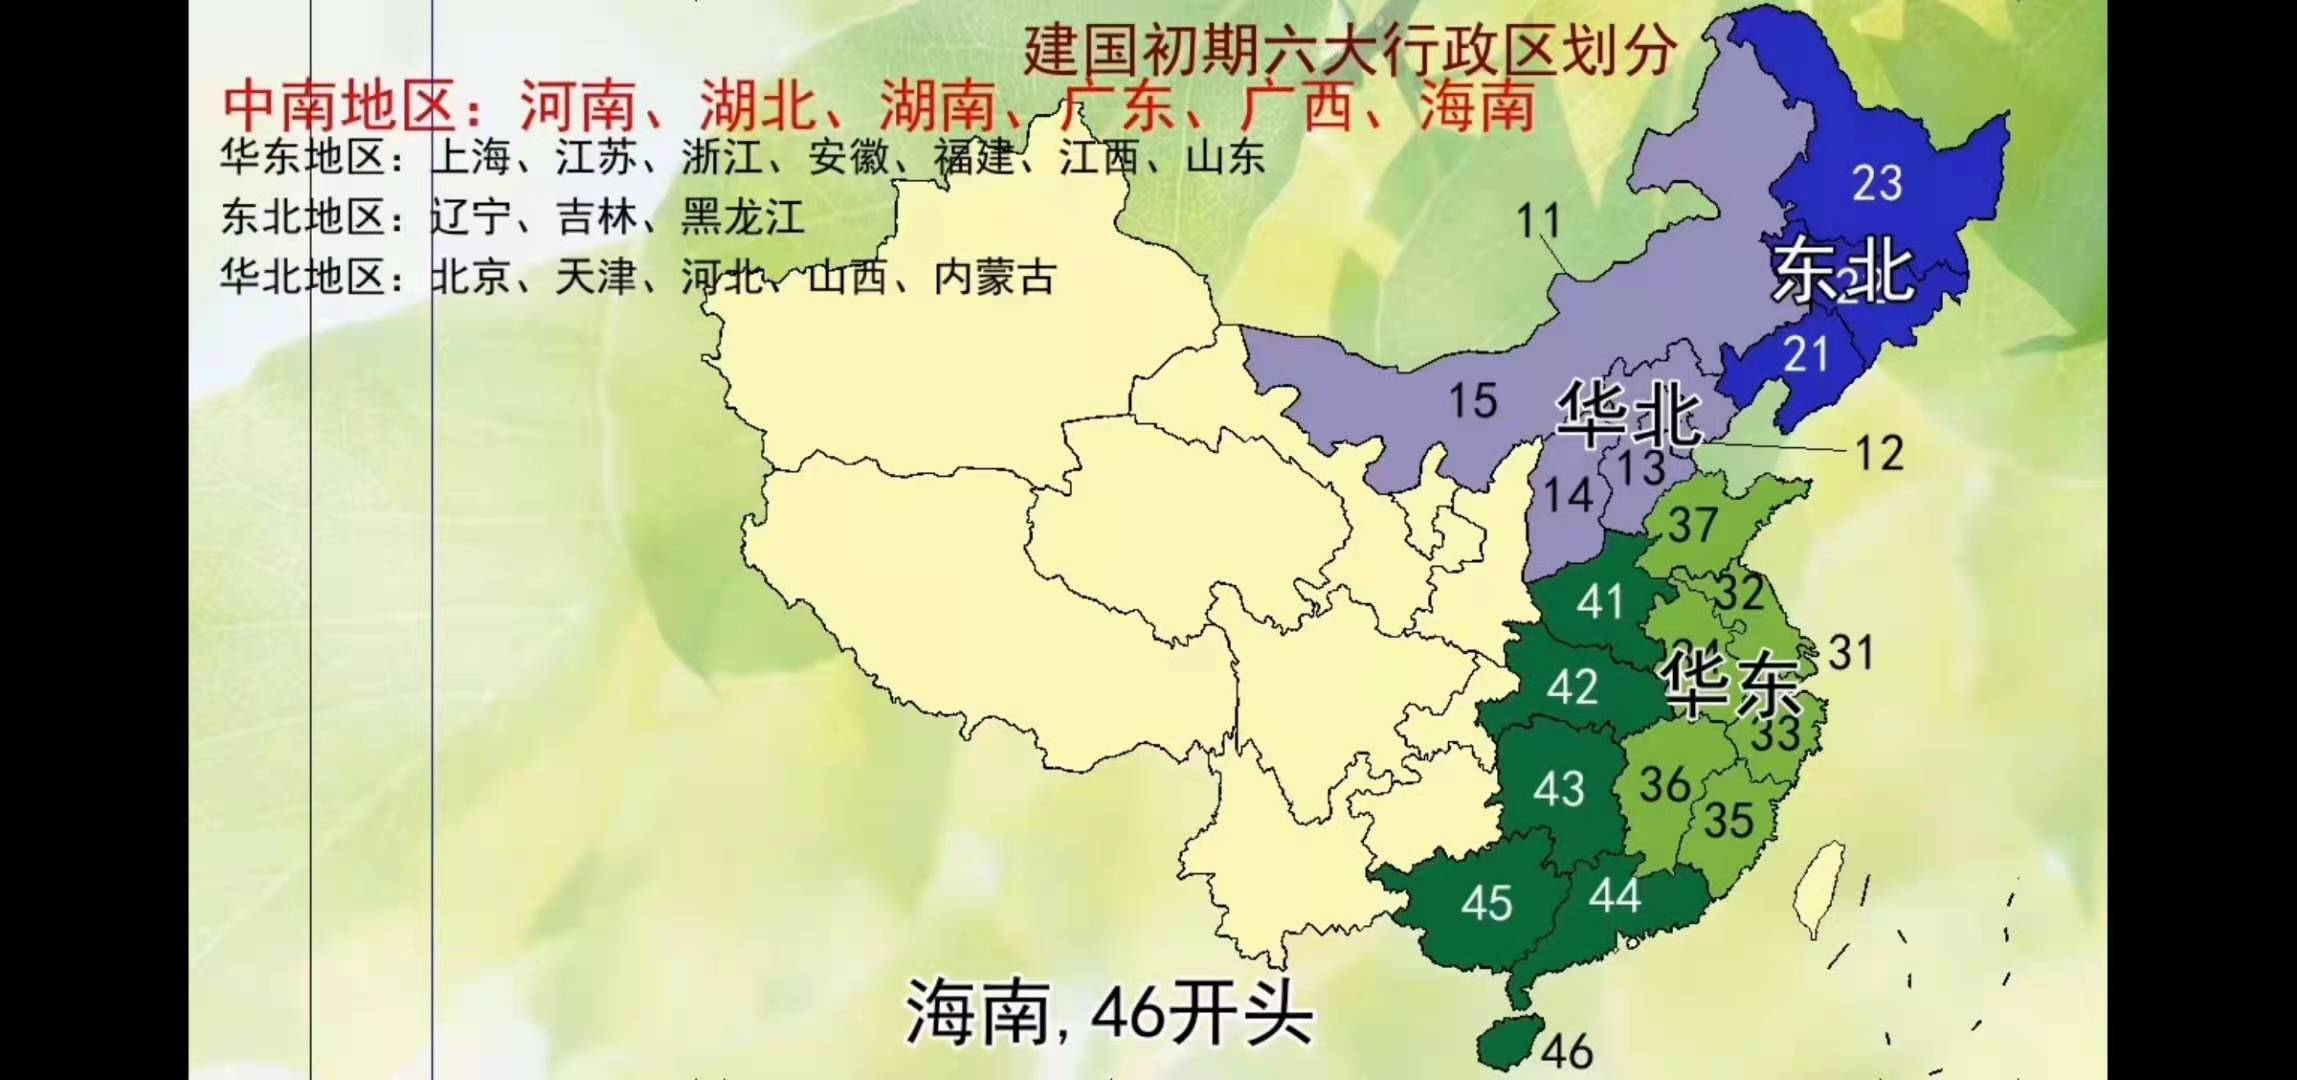 建国初期六大行政区划分
中南地区：河南、湖北、湖南、广东、广西、海南
华东地区：上海、江苏、浙江、安徽、福建、江西、山东
东北地区：辽宁、吉林、黑龙江
华北地区：北京、天津、河北、山西、内蒙古
23
11
东北
22
21
15
华北
12
13
14
37
32
41
31
34
华东
42
33
43
36
35
45
44
海南,46开头
46